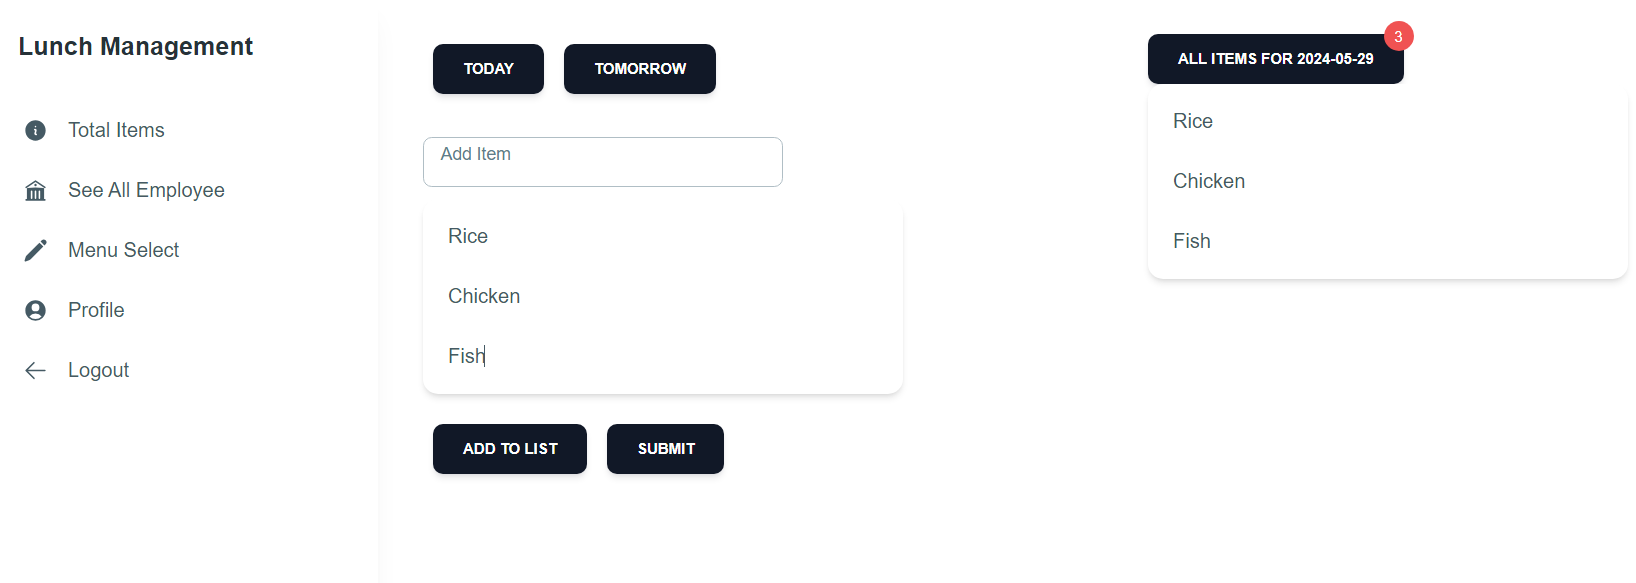 Lunch Management
Total Items
See All Employee
Menu Select
Profile
Logout
TODAY
TOMORROW
Add Item
Rice
Chicken
Fish
ADD TO LIST
SUBMIT
3
ALL ITEMS FOR 2024-05-29
Rice
Chicken
Fish